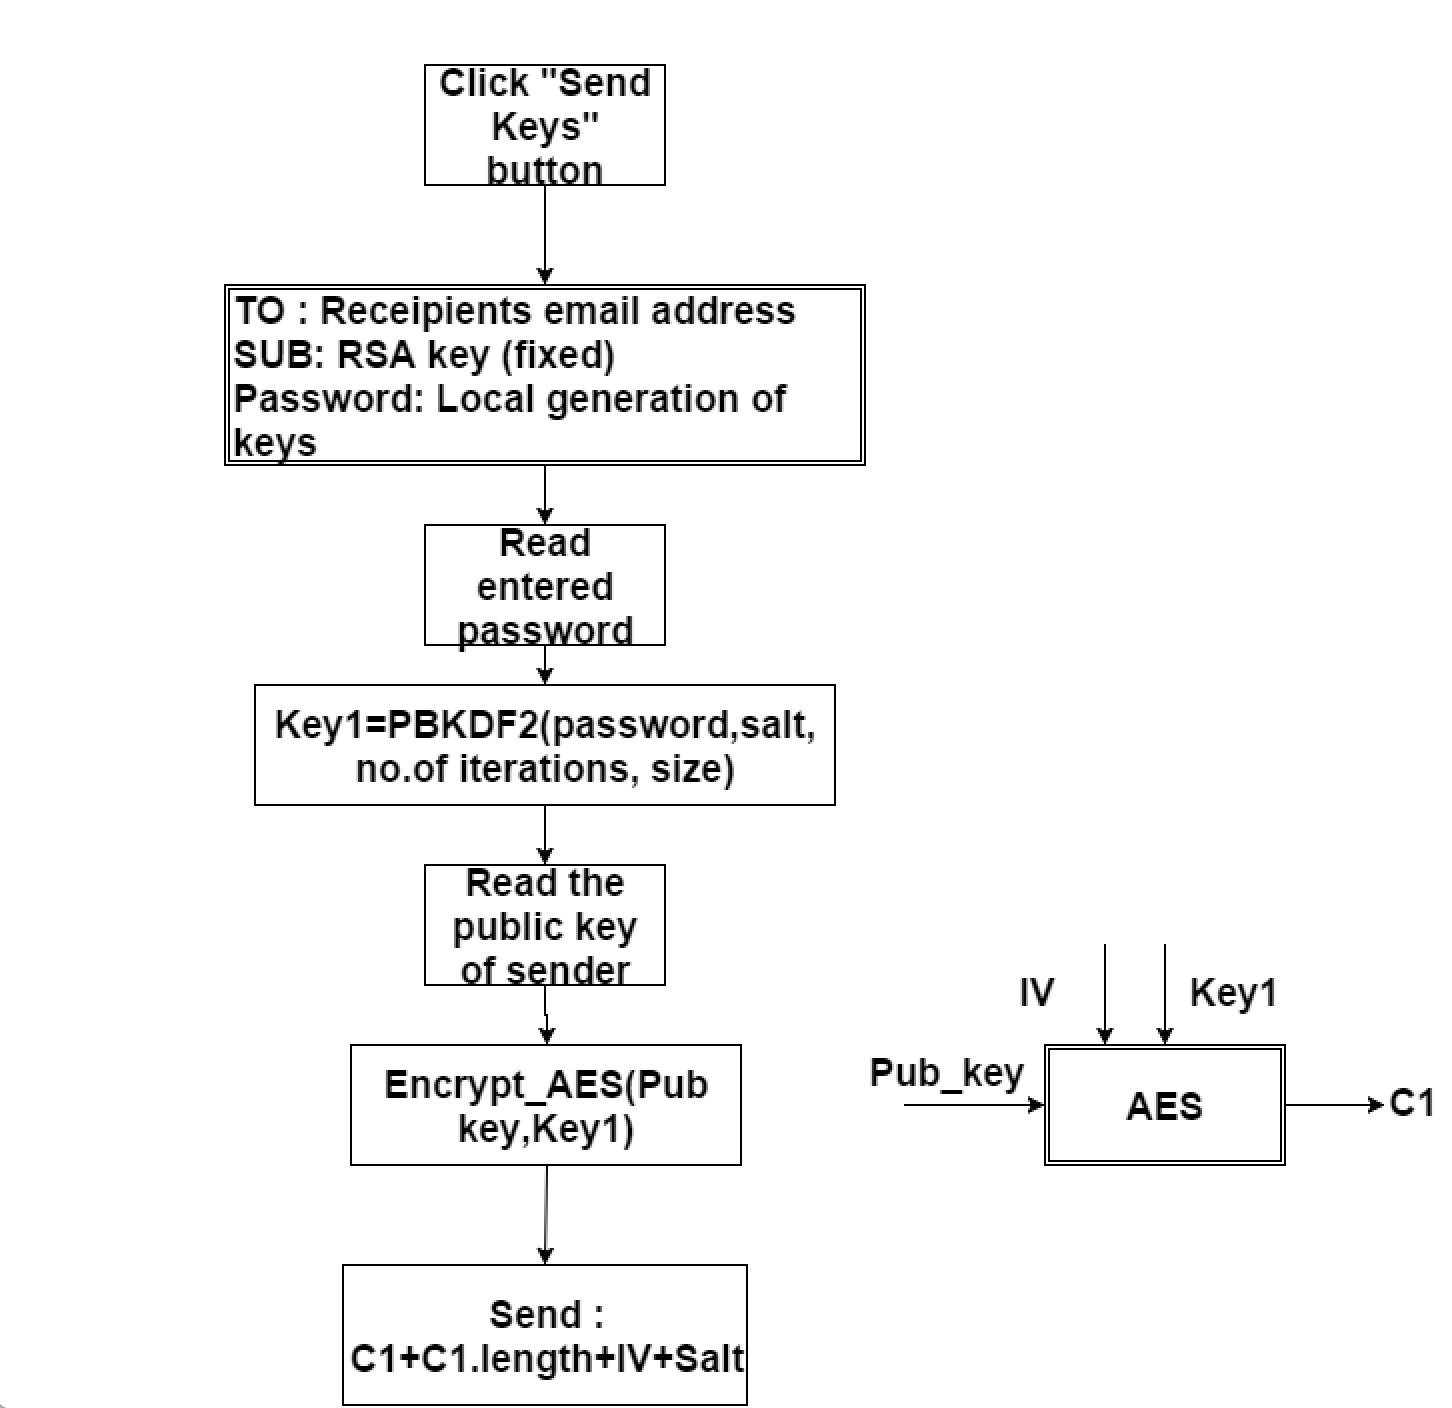 Click "Send
Keys"
button
TO : Receipients email address
SUB: RSA key (fixed)
Password: Local generation of
keys
Read
entered
password
Key1=PBKDF2(password,salt,
no.of iterations, size)
Read the
public key
of sender
Encrypt_AES(Pub
key,Key1)
Send :
C1+C1.length+IV+Salt
IV
Key1
Pub_key
AES
C1